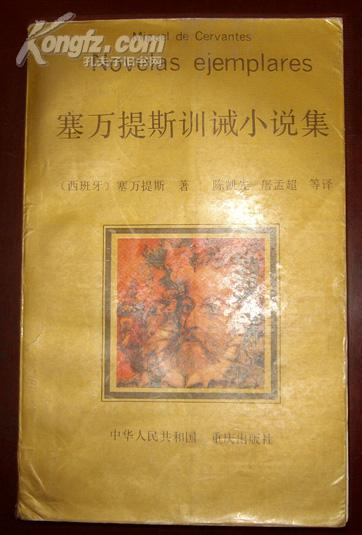 Kongfz.com
孔夫子旧书网
Miguel de Cervantes
Novelas ejemplares
塞万提斯训诫小说集
（西班牙）塞万提斯 著 陈凯先 屠孟超 等译
中华人民共和国 重庆出版社